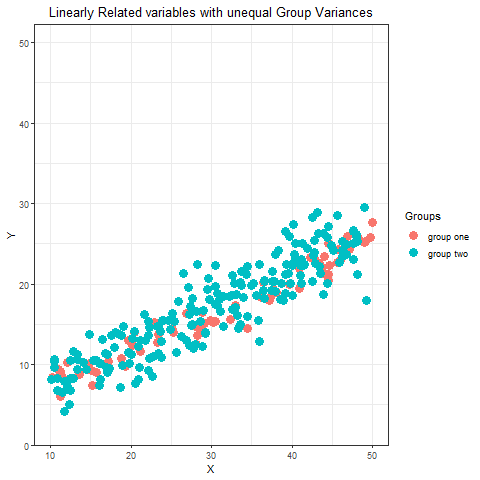 Linearly Related variables with unequal Group Variances
50
40
30
20
10
0
Y
10
20
30
40
50
X
Groups
group one
group two